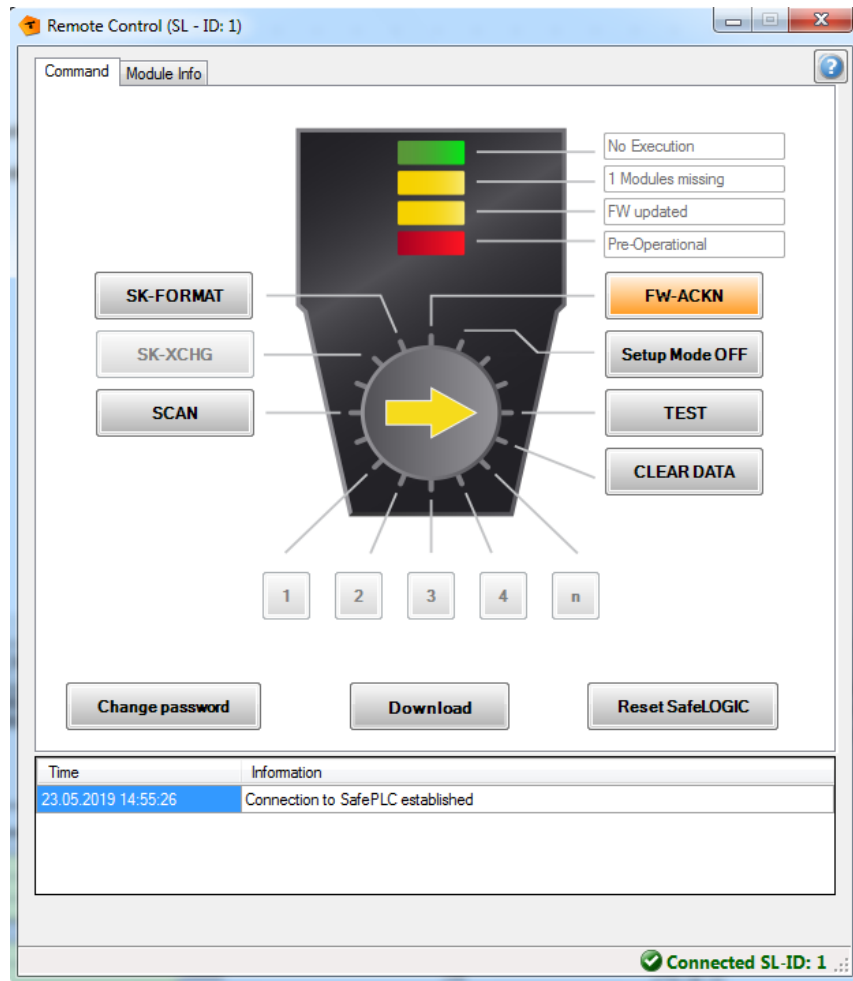 Remote Control (SL - ID: 1)
Command Module Info
No Execution
1 Modules missing
FW updated
Pre-Operational
SK-FORMAT FW-ACKN
SK-XCHG Setup Mode OFF
SCAN TEST
CLEAR DATA
1 2 3 4 n
Change password Download Reset SafeLOGIC
Time Information
23.05.2019 14:55:26 Connection to SafePLC established
Connected SL-ID: 1